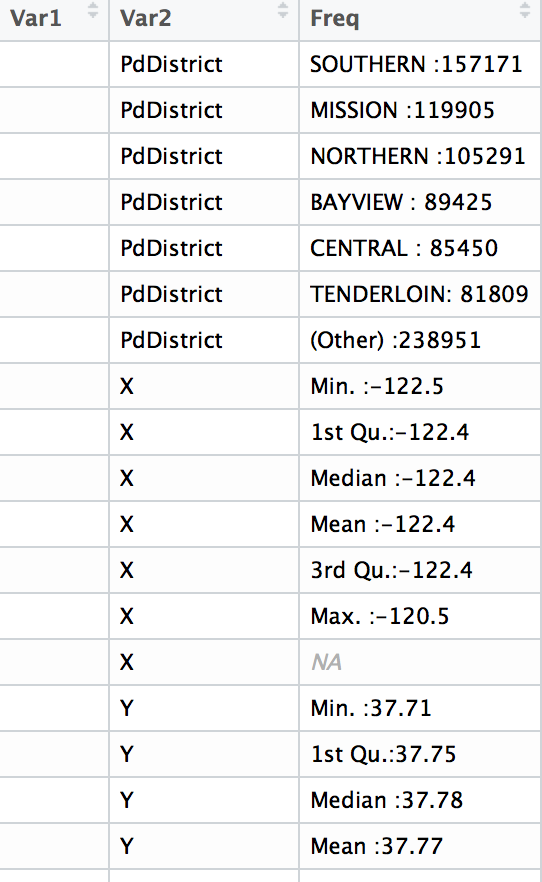 Var1 Var2 Freq
PdDistrict SOUTHERN :157171
PdDistrict MISSION :119905
PdDistrict NORTHERN :105291
PdDistrict BAYVIEW : 89425
PdDistrict CENTRAL : 85450
PdDistrict TENDERLOIN: 81809
PdDistrict (Other) :238951
X Min. :-122.5
X 1st Qu.:-122.4
X Median :-122.4
X Mean :-122.4
X 3rd Qu.:-122.4
X Max. :-120.5
X NA
Y Min. :37.71
Y 1st Qu.:37.75
Y Median :37.78
Y Mean :37.77